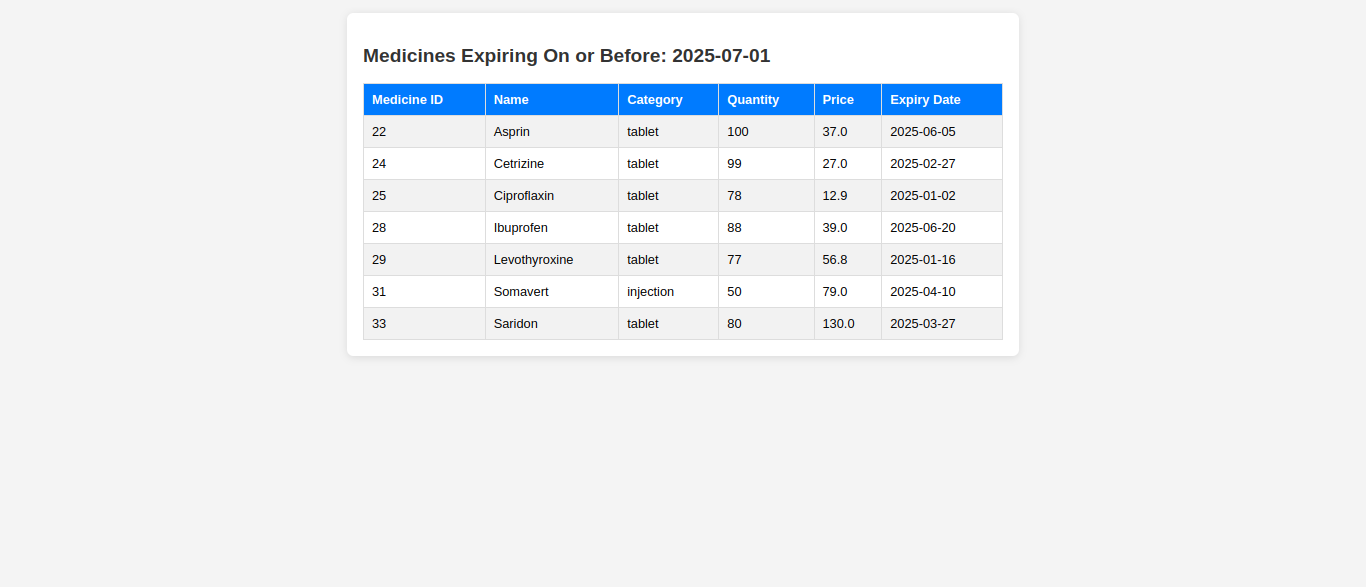 Medicines Expiring On or Before: 2025-07-01
Medicine ID Name Category Quantity Price Expiry Date
22 Asprin tablet 100 37.0 2025-06-05
24 Cetrizine tablet 99 27.0 2025-02-27
25 Ciproflaxin tablet 78 12.9 2025-01-02
28 Ibuprofen tablet 88 39.0 2025-06-20
29 Levothyroxine tablet 77 56.8 2025-01-16
31 Somavert injection 50 79.0 2025-04-10
33 Saridon tablet 80 130.0 2025-03-27